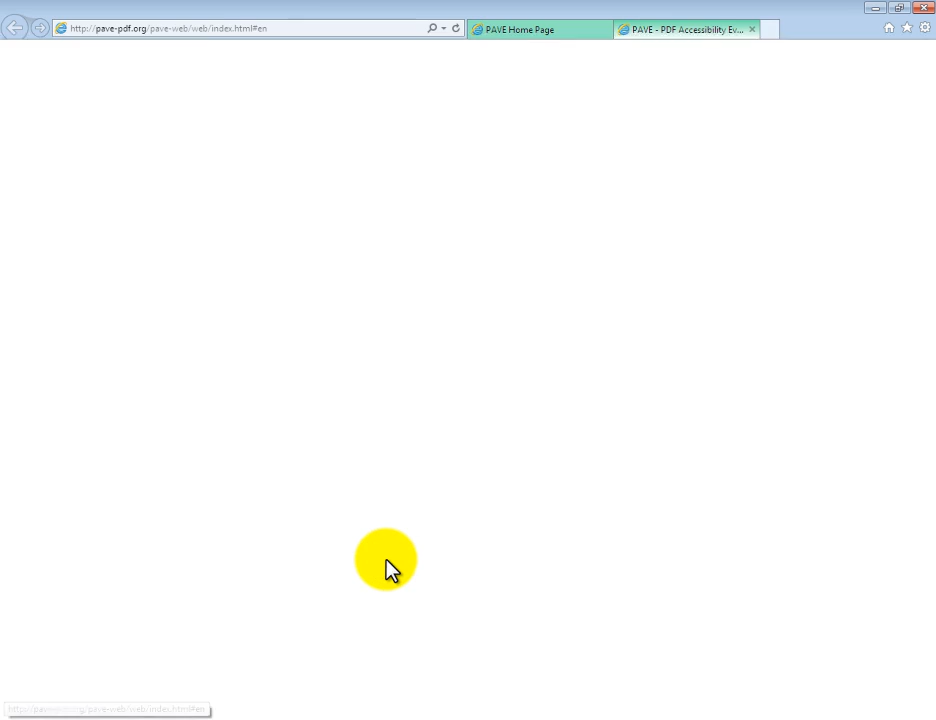 http://pave-pdf.org/pave-web/web/index.html#en
PAVE Home Page
PAVE - PDF Accessibility Ev...